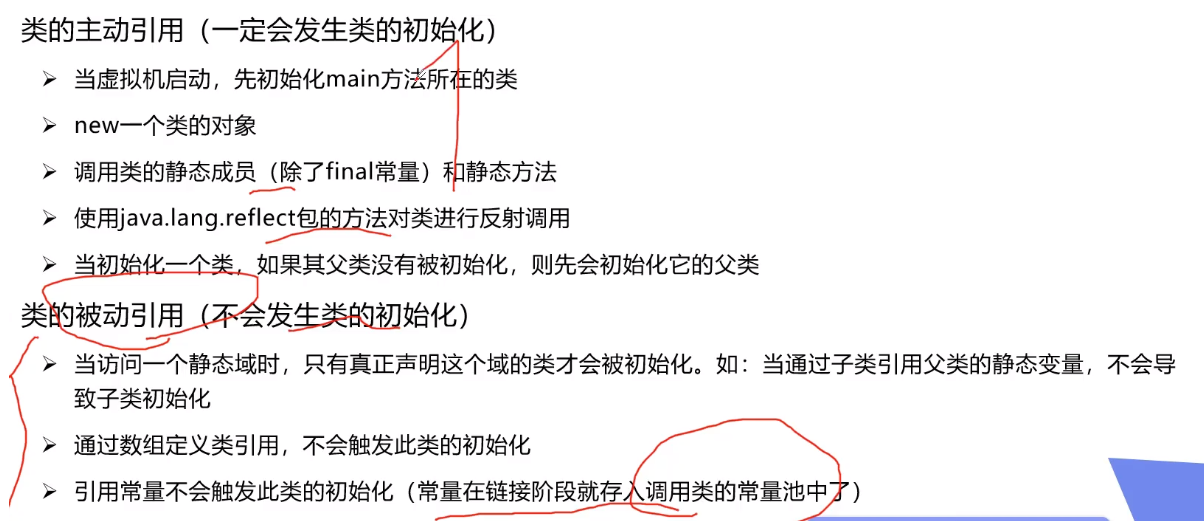 类的主动引用（一定会发生类的初始化）
➢ 当虚拟机启动，先初始化main方法所在的类
➢ new一个类的对象
➢ 调用类的静态成员（除了final常量）和静态方法
➢ 使用java.lang.reflect包的方法对类进行反射调用
➢ 当初始化一个类，如果其父类没有被初始化，则先会初始化它的父类
类的被动引用（不会发生类的初始化）
➢ 当访问一个静态域时，只有真正声明这个域的类才会被初始化。如：当通过子类引用父类的静态变量，不会导
致子类初始化
➢ 通过数组定义类引用，不会触发此类的初始化
➢ 引用常量不会触发此类的初始化（常量在链接阶段就存入调用类的常量池中了）